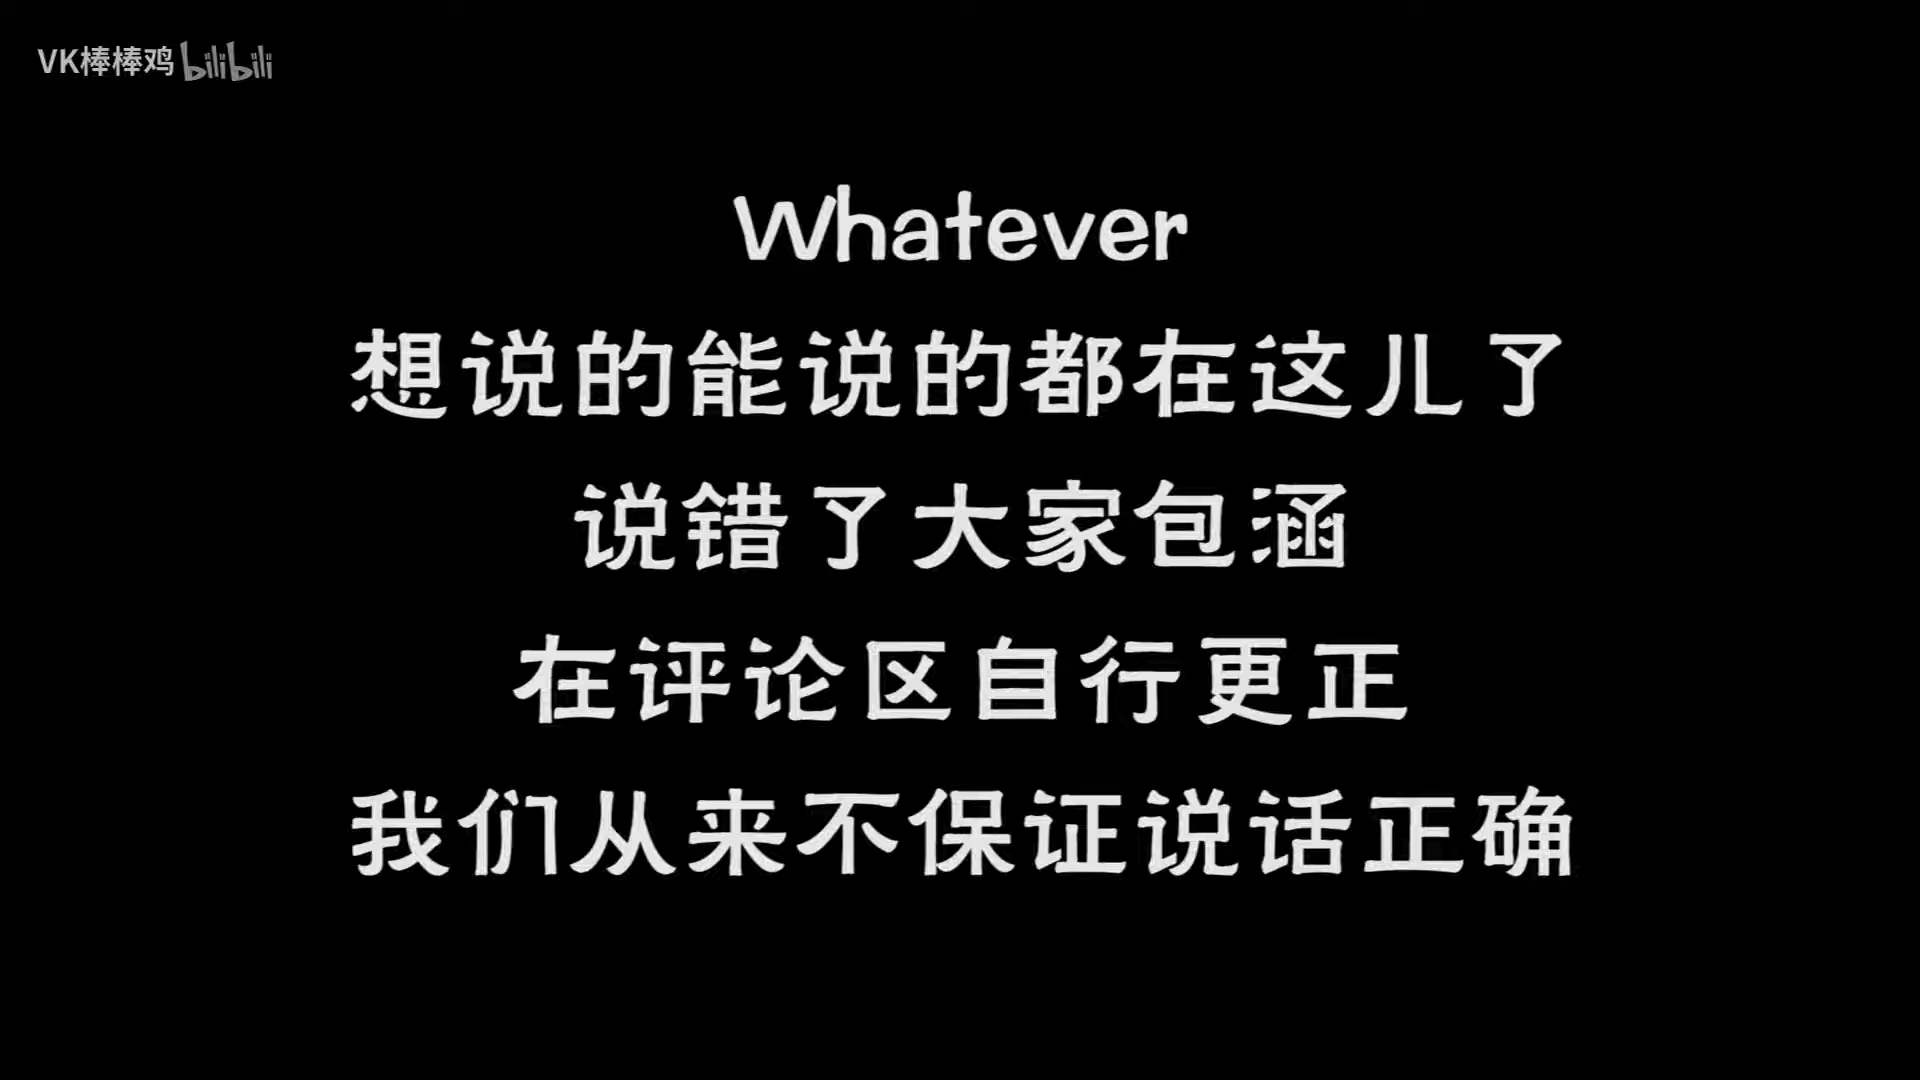 VK棒棒鸡 bilibili
Whatever
想说的能说的都在这儿了
说错了大家包涵
在评论区自行更正
我们从来不保证说话正确